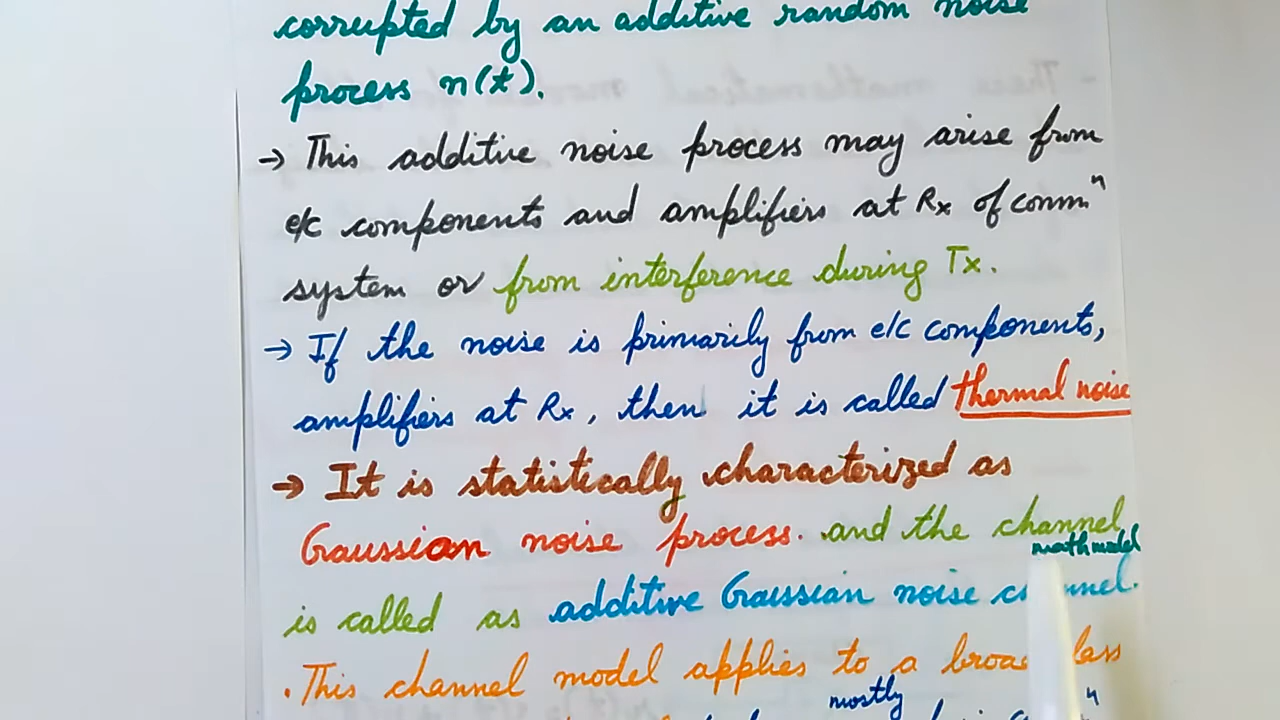 corrupted by an additive random noise
process n(t).
→ This additive noise process may arise from
e/c components and amplifiers at Rx of commⁿ
system or from interference during Tx.
→ If the noise is primarily from e/c components,
amplifiers at Rx, then it is called thermal noise
→ It is statistically characterized as
Gaussian noise process. and the channel
math model
is called as additive Gaussian noise
. This channel model applies to a
mostly